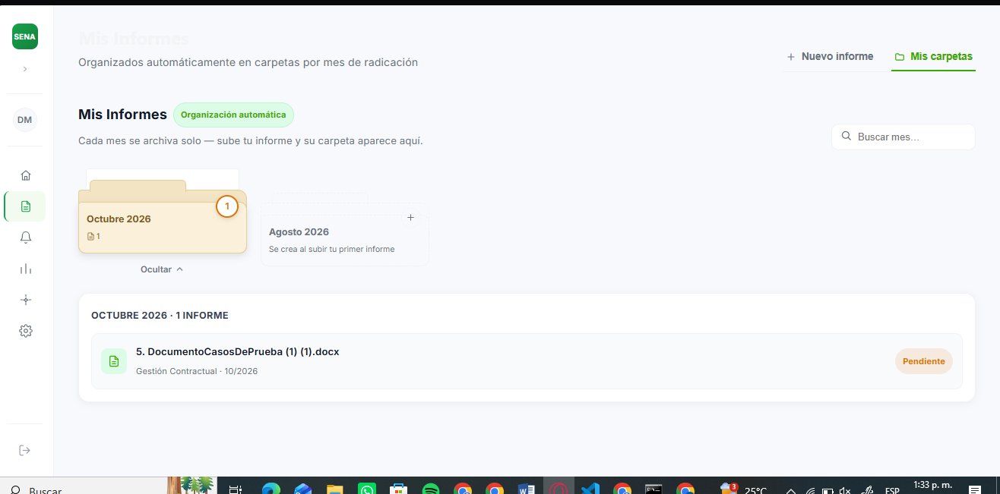 SENA
Mis Informes
Organizados automáticamente en carpetas por mes de radicación
Nuevo informe
Mis carpetas
DM
Mis Informes
Organización automática
Cada mes se archiva solo — sube tu informe y su carpeta aparece aquí.
Buscar mes...
1
Octubre 2026
1
Agosto 2026
Se crea al subir tu primer informe
Ocultar
OCTUBRE 2026 · 1 INFORME
5. DocumentoCasosDePrueba (1) (1).docx
Gestión Contractual · 10/2026
Pendiente
Buscar
3
25°C
ESP
1:33 p. m.